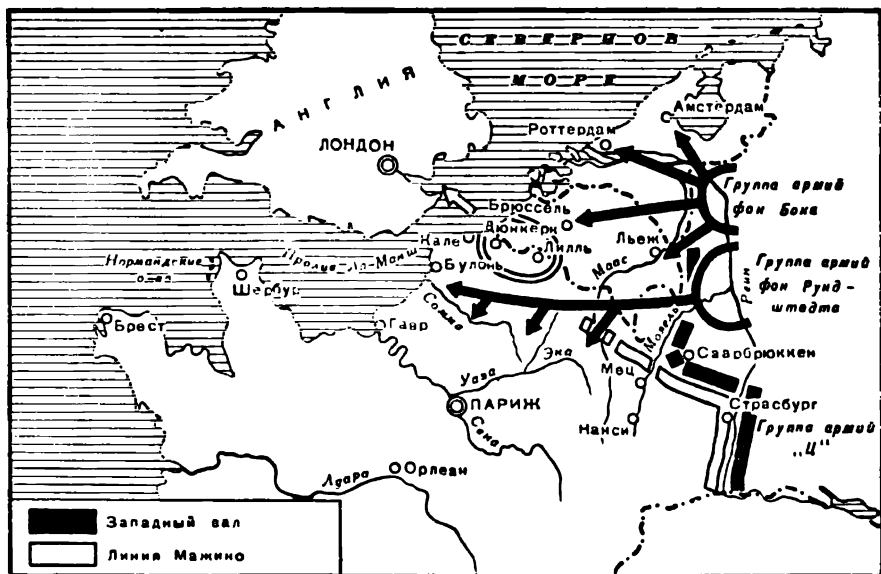 СЕВЕРНОВ
МОРЕ
АНГЛИЯ
ЛОНДОН
Амстердам
Роттердам
Группа армий
фон Бока
Брюссель
Дюнкерк
Кале
Лилль
Льеж
Маас
Булонь
Пролив Ла-Манш
Нормандские
о-ва
Шербур
Группа армий
фон Рунд-
штедта
Рейн
Брест
Гавр
Сомма
Мозель
Саарбрюккен
Эна
Уаза
Мец
ПАРИЖ
Сена
Нанси
Страсбург
Группа армий
„Ц"
Луара
Орлеан
Западный вал
Линия Мажино